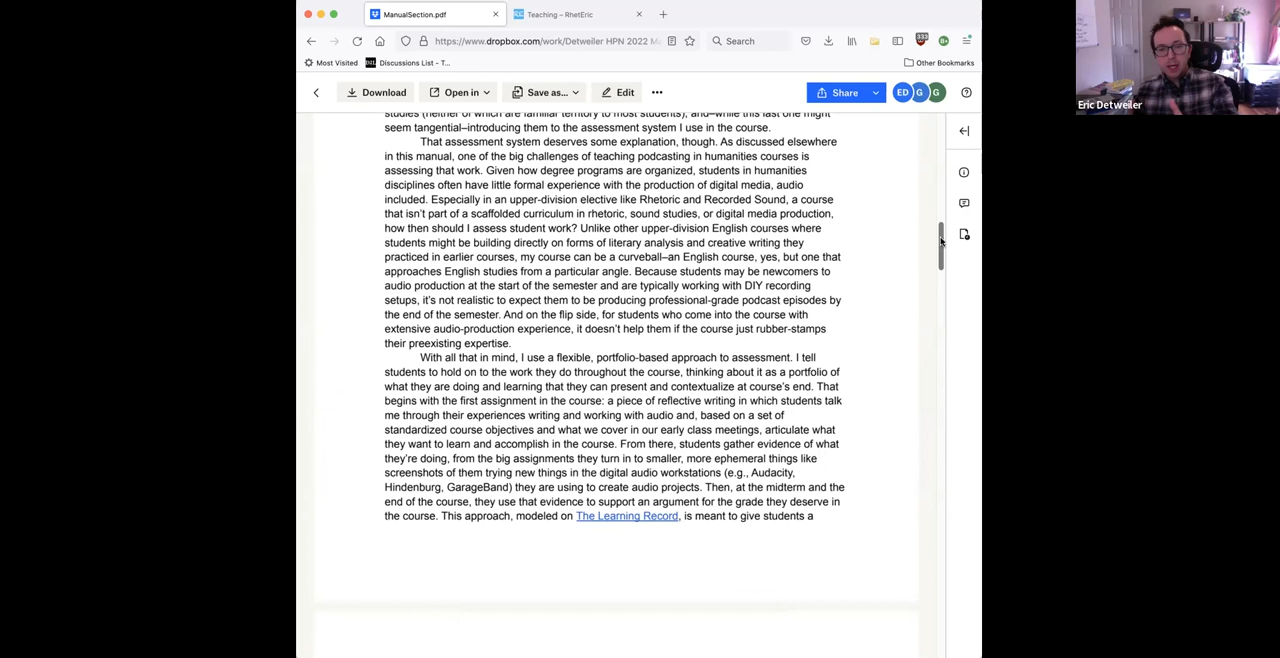 ManualSection.pdf
Teaching – RhetEric
https://www.dropbox.com/work/Detweiler HPN 2022 M
Search
333
Most Visited
Discussions List - T...
Other Bookmarks
Download
Open in
Save as...
Edit
Share
ED
G
G
Eric Detweiler
studies (neither of which are familiar territory to most students), and–while this last one might
seem tangential–introducing them to the assessment system I use in the course.
That assessment system deserves some explanation, though. As discussed elsewhere
in this manual, one of the big challenges of teaching podcasting in humanities courses is
assessing that work. Given how degree programs are organized, students in humanities
disciplines often have little formal experience with the production of digital media, audio
included. Especially in an upper-division elective like Rhetoric and Recorded Sound, a course
that isn't part of a scaffolded curriculum in rhetoric, sound studies, or digital media production,
how then should I assess student work? Unlike other upper-division English courses where
students might be building directly on forms of literary analysis and creative writing they
practiced in earlier courses, my course can be a curveball–an English course, yes, but one that
approaches English studies from a particular angle. Because students may be newcomers to
audio production at the start of the semester and are typically working with DIY recording
setups, it's not realistic to expect them to be producing professional-grade podcast episodes by
the end of the semester. And on the flip side, for students who come into the course with
extensive audio-production experience, it doesn't help them if the course just rubber-stamps
their preexisting expertise.
With all that in mind, I use a flexible, portfolio-based approach to assessment. I tell
students to hold on to the work they do throughout the course, thinking about it as a portfolio of
what they are doing and learning that they can present and contextualize at course's end. That
begins with the first assignment in the course: a piece of reflective writing in which students talk
me through their experiences writing and working with audio and, based on a set of
standardized course objectives and what we cover in our early class meetings, articulate what
they want to learn and accomplish in the course. From there, students gather evidence of what
they're doing, from the big assignments they turn in to smaller, more ephemeral things like
screenshots of them trying new things in the digital audio workstations (e.g., Audacity,
Hindenburg, GarageBand) they are using to create audio projects. Then, at the midterm and the
end of the course, they use that evidence to support an argument for the grade they deserve in
the course. This approach, modeled on The Learning Record, is meant to give students a